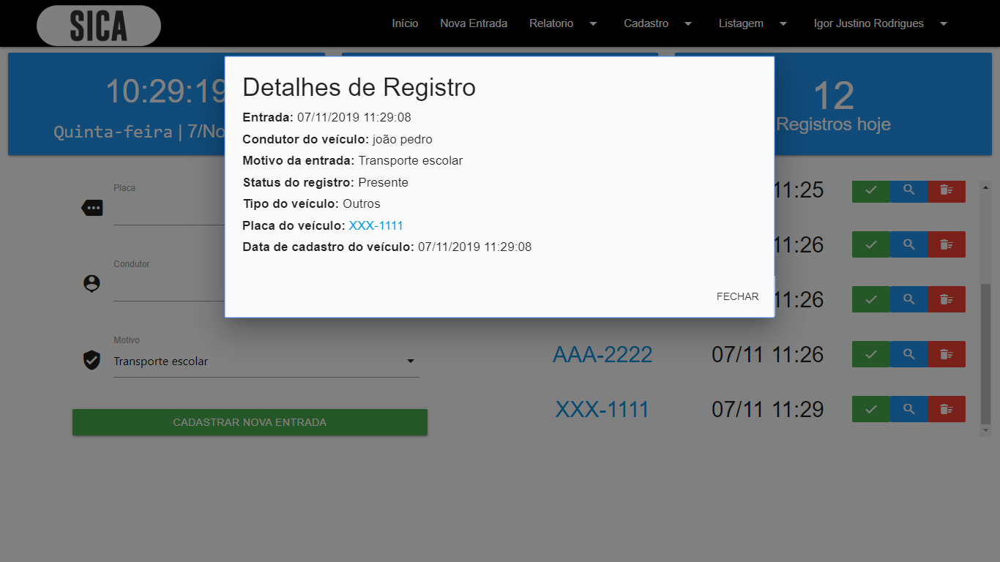 SICA
Início Nova Entrada Relatorio Cadastro Listagem Igor Justino Rodrigues
10:29:19
Quinta-feira | 7/No
12
Registros hoje
Detalhes de Registro
Entrada: 07/11/2019 11:29:08
Condutor do veículo: joão pedro
Motivo da entrada: Transporte escolar
Status do registro: Presente
Tipo do veículo: Outros
Placa do veículo: XXX-1111
Data de cadastro do veículo: 07/11/2019 11:29:08
FECHAR
Placa
Condutor
Motivo
Transporte escolar
CADASTRAR NOVA ENTRADA
11:25
11:26
11:26
AAA-2222 07/11 11:26
XXX-1111 07/11 11:29